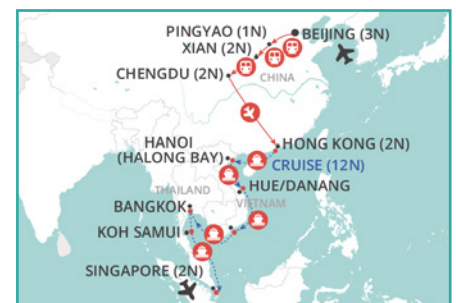 PINGYAO (1N)
BEIJING (3N)
XIAN (2N)
CHENGDU (2N)
CHINA
HANOI
(HALONG BAY)
HONG KONG (2N)
CRUISE (12N)
THAILAND
HUE/DANANG
VIETNAM
BANGKOK
KOH SAMUI
SINGAPORE (2N)